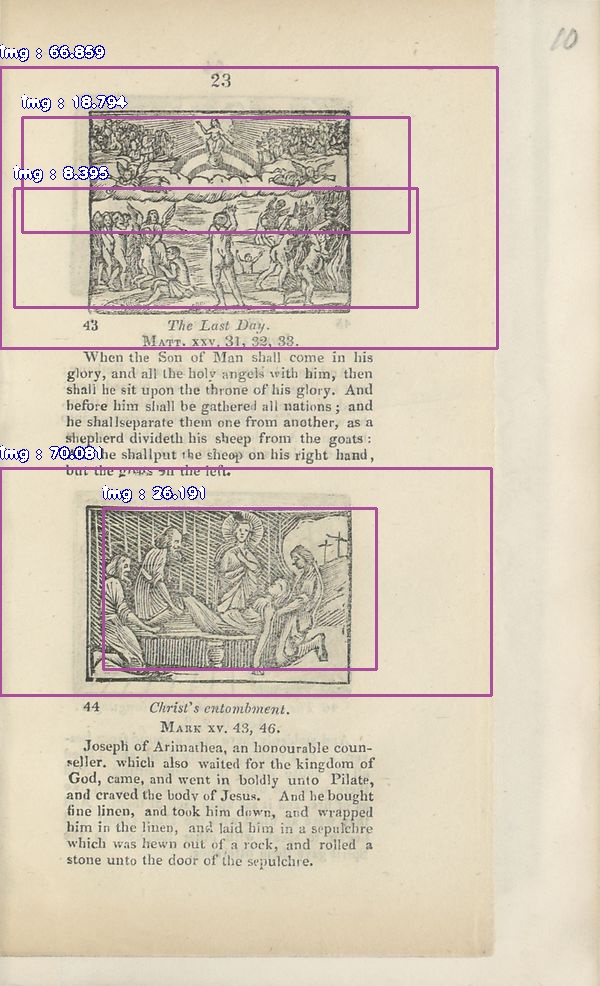 10
img : 66.859
23
img : 18.794
img : 8.395
43 The Last Day.
MATT. XXV. 31, 32, 33.
When the Son of Man shall come in his
glory, and all the holy angels with him, then
shall he sit upon the throne of his glory. And
before him shall be gathered all nations; and
he shallseparate them one from another, as a
shepherd divideth his sheep from the goats:
img : 70.081
he shallput the sheep on his right hand,
but the on the left.
img : 26.191
44 Christ's entombment.
MARK XV. 43, 46.
Joseph of Arimathea, an honourable coun-
seller. which also waited for the kingdom of
God, came, and went in boldly unto Pilate,
and craved the body of Jesus. And he bought
fine linen, and took him down, and wrapped
him in the linen, and laid him in a sepulchre
which was hewn out of a rock, and rolled a
stone unto the door of the sepulchre.